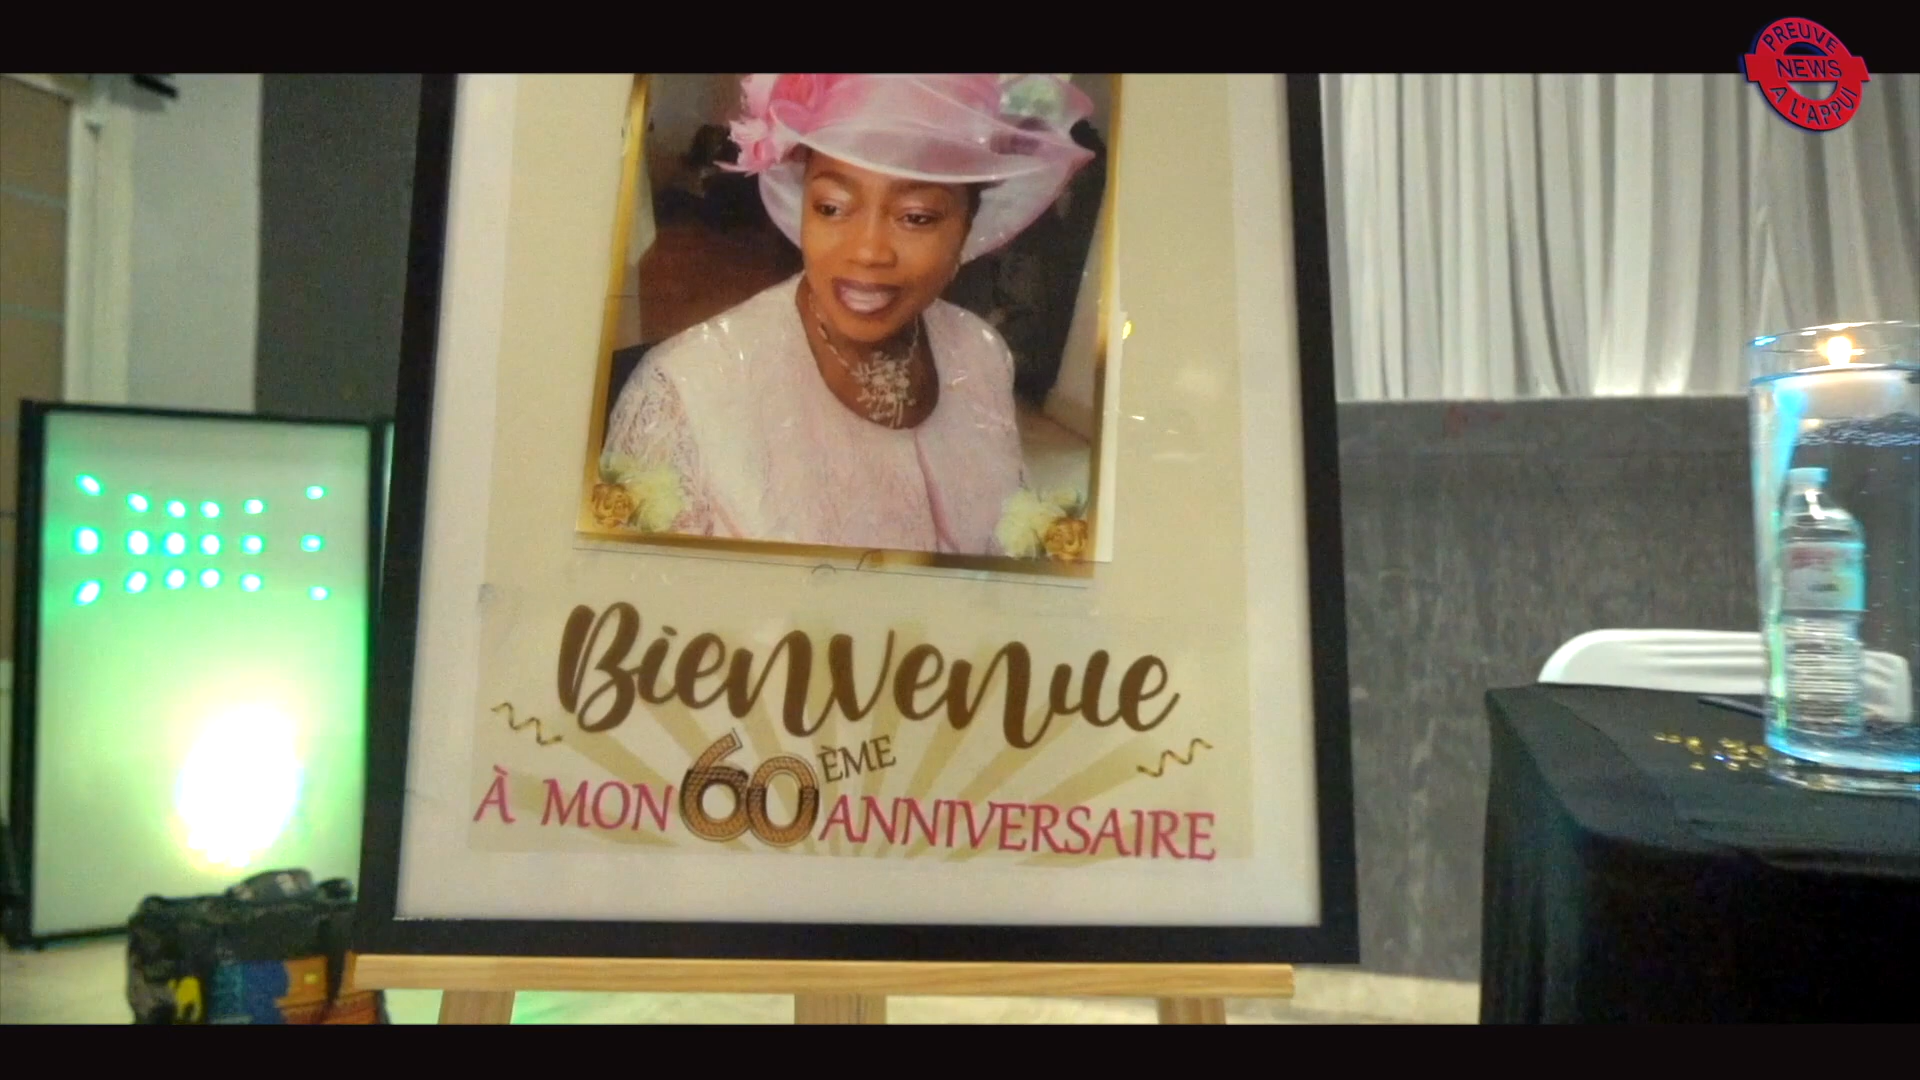 PREUVE
NEWS
A L'APPUI
Bienvenue
À MON 60ÈME ANNIVERSAIRE